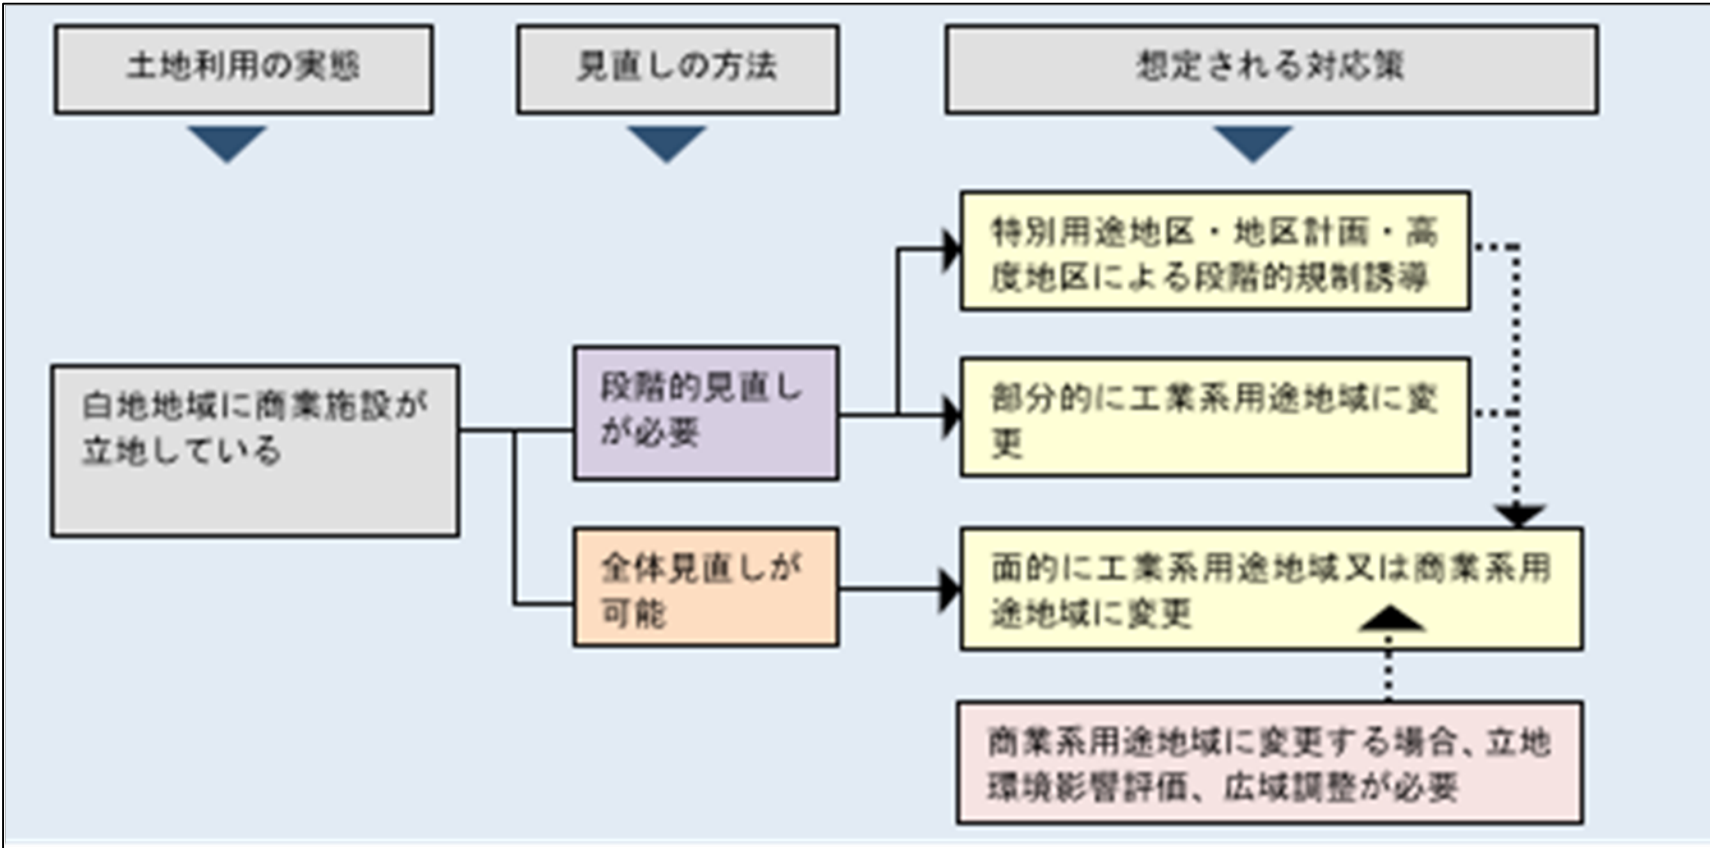 土地利用の実態
見直しの方法
想定される対応策
白地地域に商業施設が
立地している
段階的見直し
が必要
全体見直しが
可能
特別用途地区・地区計画・高
度地区による段階的規制誘導
部分的に工業系用途地域に変
更
面的に工業系用途地域又は商業系用
途地域に変更
商業系用途地域に変更する場合、立地
環境影響評価、広域調整が必要